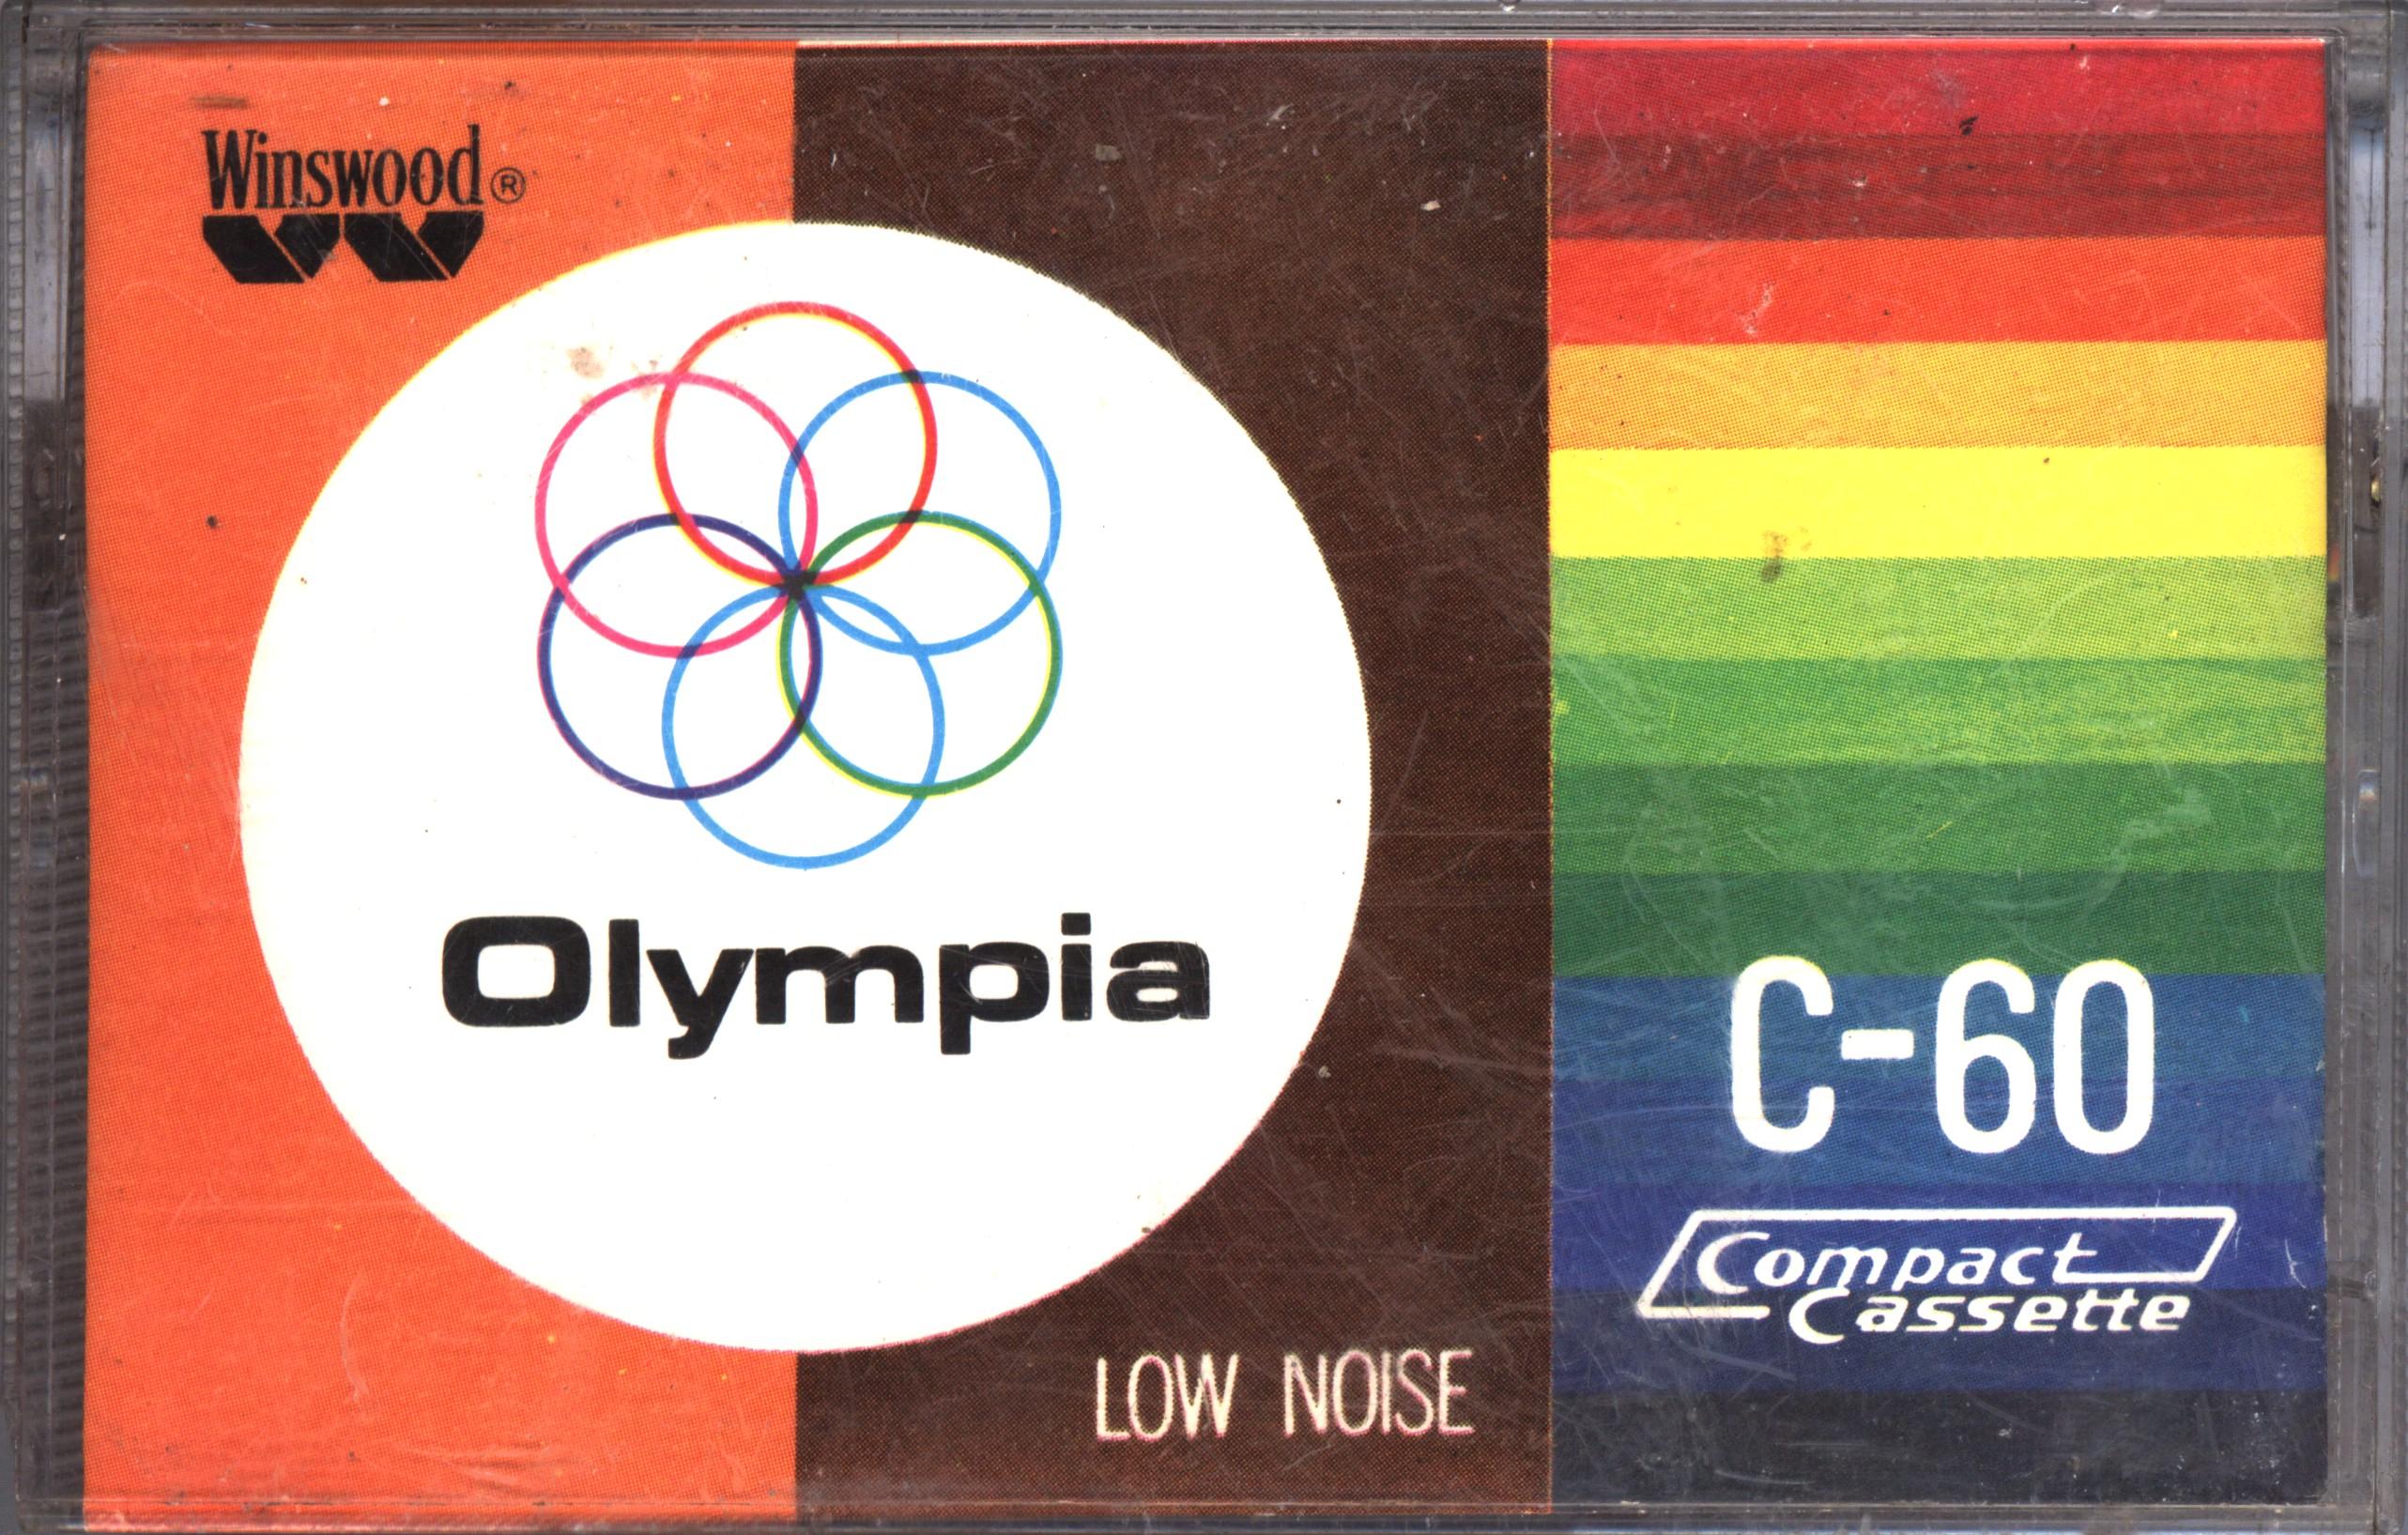 Winswood®
Olympia
C-60
Compact
Cassette
LOW NOISE